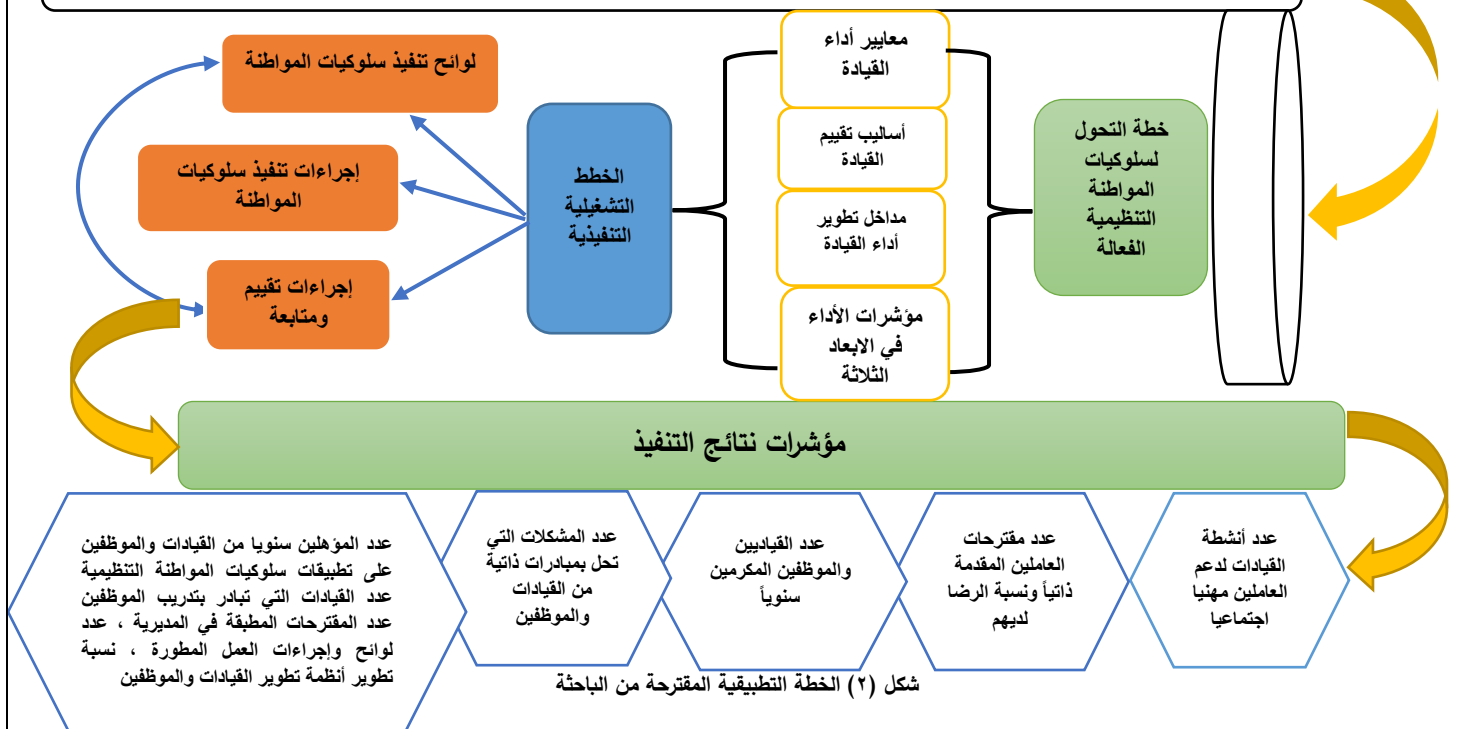 خطة التحول
لسلوكيات
المواطنة
التنظيمية
الفعالة
معايير أداء
القيادة
أساليب تقييم
القيادة
مداخل تطوير
أداء القيادة
مؤشرات الأداء
في الابعاد
الثلاثة
الخطط
التشغيلية
التنفيذية
لوائح تنفيذ سلوكيات المواطنة
إجراءات تنفيذ سلوكيات
المواطنة
إجراءات تقييم
ومتابعة
مؤشرات نتائج التنفيذ
عدد أنشطة
القيادات لدعم
العاملين مهنيا
اجتماعيا
عدد مقترحات
العاملين المقدمة
ذاتياً ونسبة الرضا
لديهم
عدد القياديين
والموظفين المكرمين
سنوياً
عدد المشكلات التي
تحل بمبادرات ذاتية
من القيادات
والموظفين
عدد المؤهلين سنويا من القيادات والموظفين
على تطبيقات سلوكيات المواطنة التنظيمية
عدد القيادات التي تبادر بتدريب الموظفين
عدد المقترحات المطبقة في المديرية ، عدد
لوائح وإجراءات العمل المطورة ، نسبة
تطوير أنظمة تطوير القيادات والموظفين
شكل (٢) الخطة التطبيقية المقترحة من الباحثة